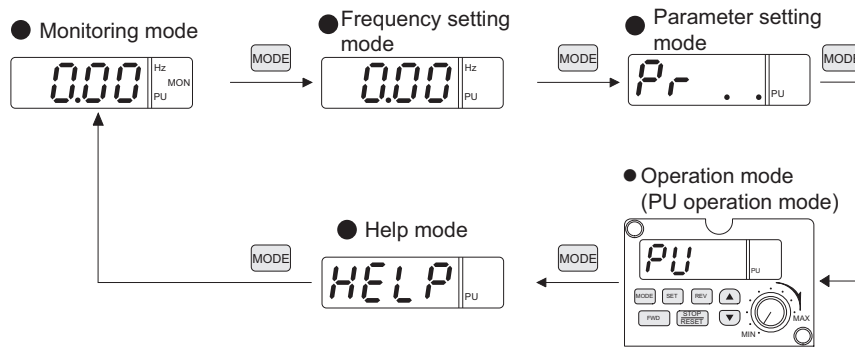 ● Monitoring mode
0.00 Hz MON PU
MODE
● Frequency setting mode
0.00 Hz PU
MODE
● Parameter setting mode
Pr . . PU
MODE
● Operation mode
(PU operation mode)
PU PU
MODE SET REV ▲
FWD STOP RESET ▼
MIN MAX
MODE
● Help mode
HELP PU
MODE